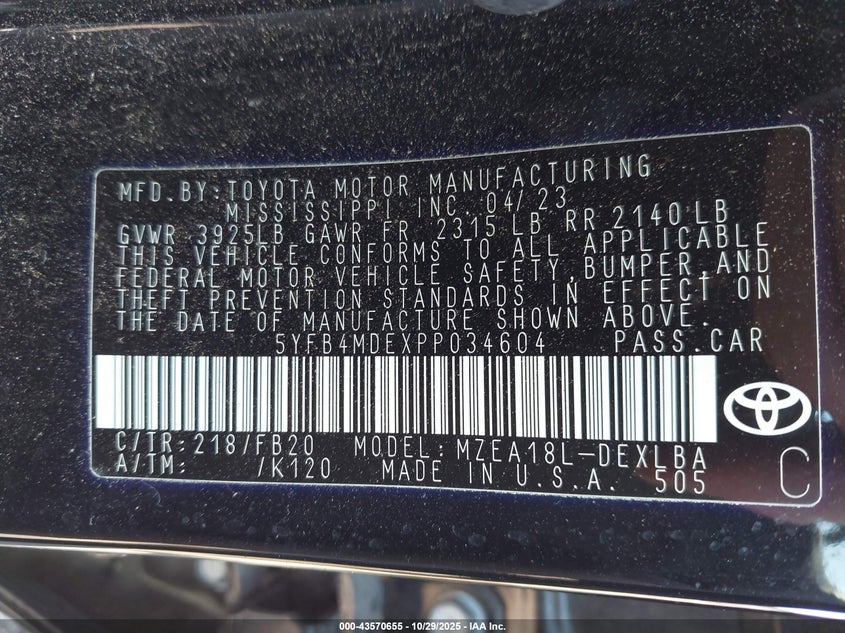 MFD.BY:TOYOTA MOTOR MANUFACTURING
MISSISSIPPI, INC. 04/23
GVWR 3925LB GAWR FR 2315LB RR 2140LB
THIS VEHICLE CONFORMS TO ALL APPLICABLE
FEDERAL MOTOR VEHICLE SAFETY,BUMPER,AND
THEFT PREVENTION STANDARDS IN EFFECT ON
THE DATE OF MANUFACTURE SHOWN ABOVE.
5YFB4MDEXPP034604 PASS.CAR
C/TR:218/FB20 MODEL:MZEA18L-DEXLBA
A/TM: /K120 MADE IN U.S.A. 505
C
000-43570655 | 10/29/2025 - IAA Inc.